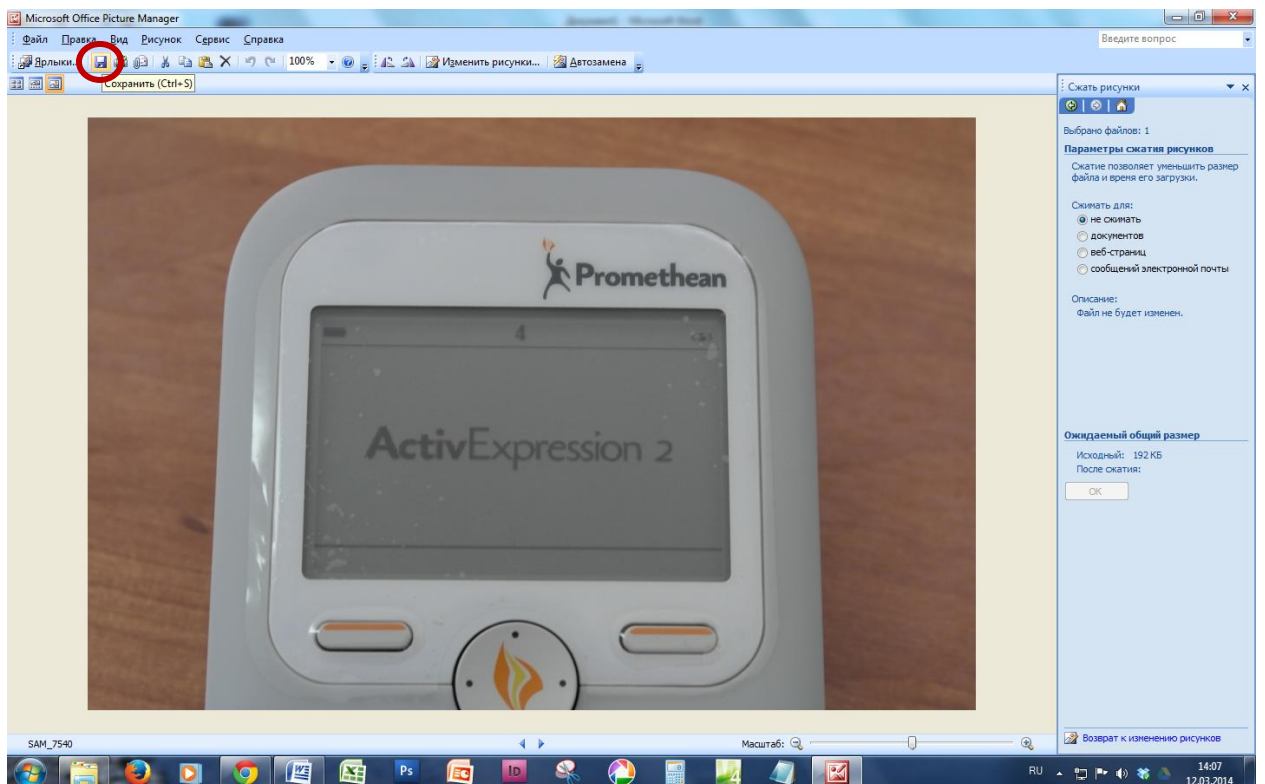 Microsoft Office Picture Manager
Файл Правка Вид Рисунок Сервис Справка
Введите вопрос
Ярлыки... 100% Изменить рисунки... Автозамена
Сохранить (Ctrl+S)
Сжать рисунки
Выбрано файлов: 1
Параметры сжатия рисунков
Сжатие позволяет уменьшить размер
файла и время его загрузки.
Сжимать для:
не сжимать
документов
веб-страниц
сообщений электронной почты
Описание:
Файл не будет изменен.
Ожидаемый общий размер
Исходный: 192 КБ
После сжатия:
ОК
Promethean
4
ActivExpression 2
Возврат к изменению рисунков
SAM_7540
Масштаб:
Ps
ID
RU
14:07
12.03.2014